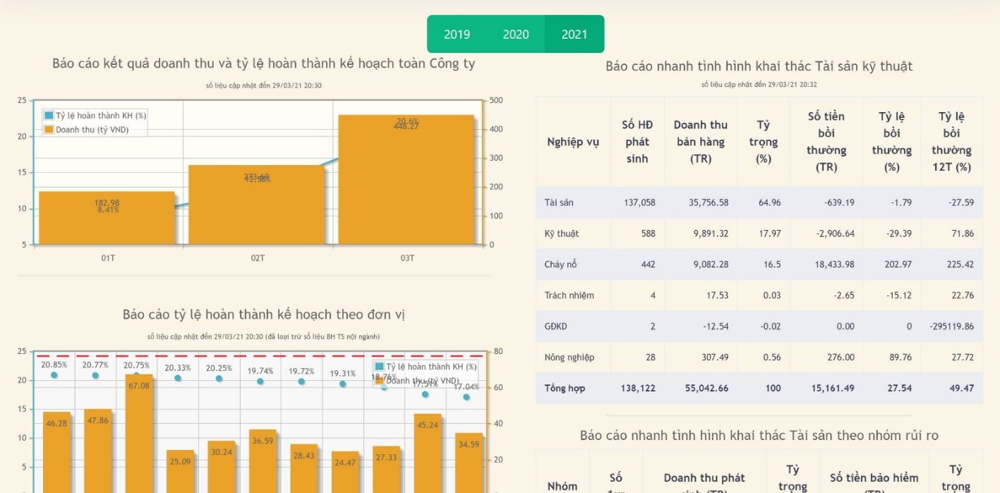 2019 2020 2021
Báo cáo kết quả doanh thu và tỷ lệ hoàn thành kế hoạch toàn Công ty
số liệu cập nhật đến 29/03/21 20:30
Tỷ lệ hoàn thành KH (%)
Doanh thu (tỷ VND)
25
20
15
10
5
500
400
300
200
100
0
182.98
8.41%
273.69
12.58%
20.6%
448.27
01T 02T 03T
Báo cáo tỷ lệ hoàn thành kế hoạch theo đơn vị
số liệu cập nhật đến 29/03/21 20:30 (đã loại trừ số liệu BH TS nội ngành)
Tỷ lệ hoàn thành KH (%)
Doanh thu (tỷ VND)
25
20
15
10
5
80
60
40
20
20.85% 20.77% 20.75% 20.33% 20.25% 19.74% 19.72% 19.31% 18.76% 17.51% 17.04%
46.28 47.86 67.08 25.09 30.24 36.59 28.43 24.47 27.33 45.24 34.59
Báo cáo nhanh tình hình khai thác Tài sản kỹ thuật
số liệu cập nhật đến 29/03/21 20:32
Nghiệp vụ Số HĐ phát sinh Doanh thu bán hàng (TR) Tỷ trọng (%) Số tiền bồi thường (TR) Tỷ lệ bồi thường (%) Tỷ lệ bồi thường 12T (%)
Tài sản 137,058 35,756.58 64.96 -639.19 -1.79 -27.59
Kỹ thuật 588 9,891.32 17.97 -2,906.64 -29.39 71.86
Cháy nổ 442 9,082.28 16.5 18,433.98 202.97 225.42
Trách nhiệm 4 17.53 0.03 -2.65 -15.12 22.76
GĐKD 2 -12.54 -0.02 0.00 0 -295119.86
Nông nghiệp 28 307.49 0.56 276.00 89.76 27.72
Tổng hợp 138,122 55,042.66 100 15,161.49 27.54 49.47
Báo cáo nhanh tình hình khai thác Tài sản theo nhóm rủi ro
Nhóm Số Doanh thu phát Tỷ trọng Số tiền bảo hiểm Tỷ trọng